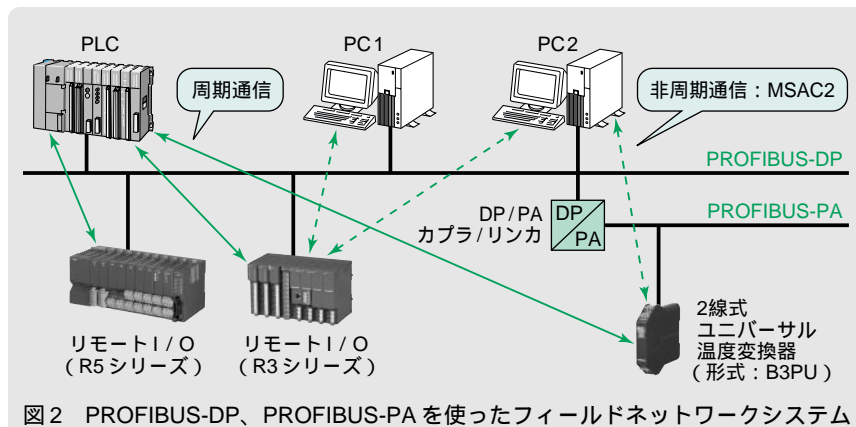 PLC
PC1
PC2
周期通信
非周期通信：MSAC2
PROFIBUS-DP
DP/PA
カプラ/リンカ
DP
PA
PROFIBUS-PA
リモートI/O
（R5シリーズ）
リモートI/O
（R3シリーズ）
2線式
ユニバーサル
温度変換器
（形式：B3PU）
図2　PROFIBUS-DP、PROFIBUS-PAを使ったフィールドネットワークシステム